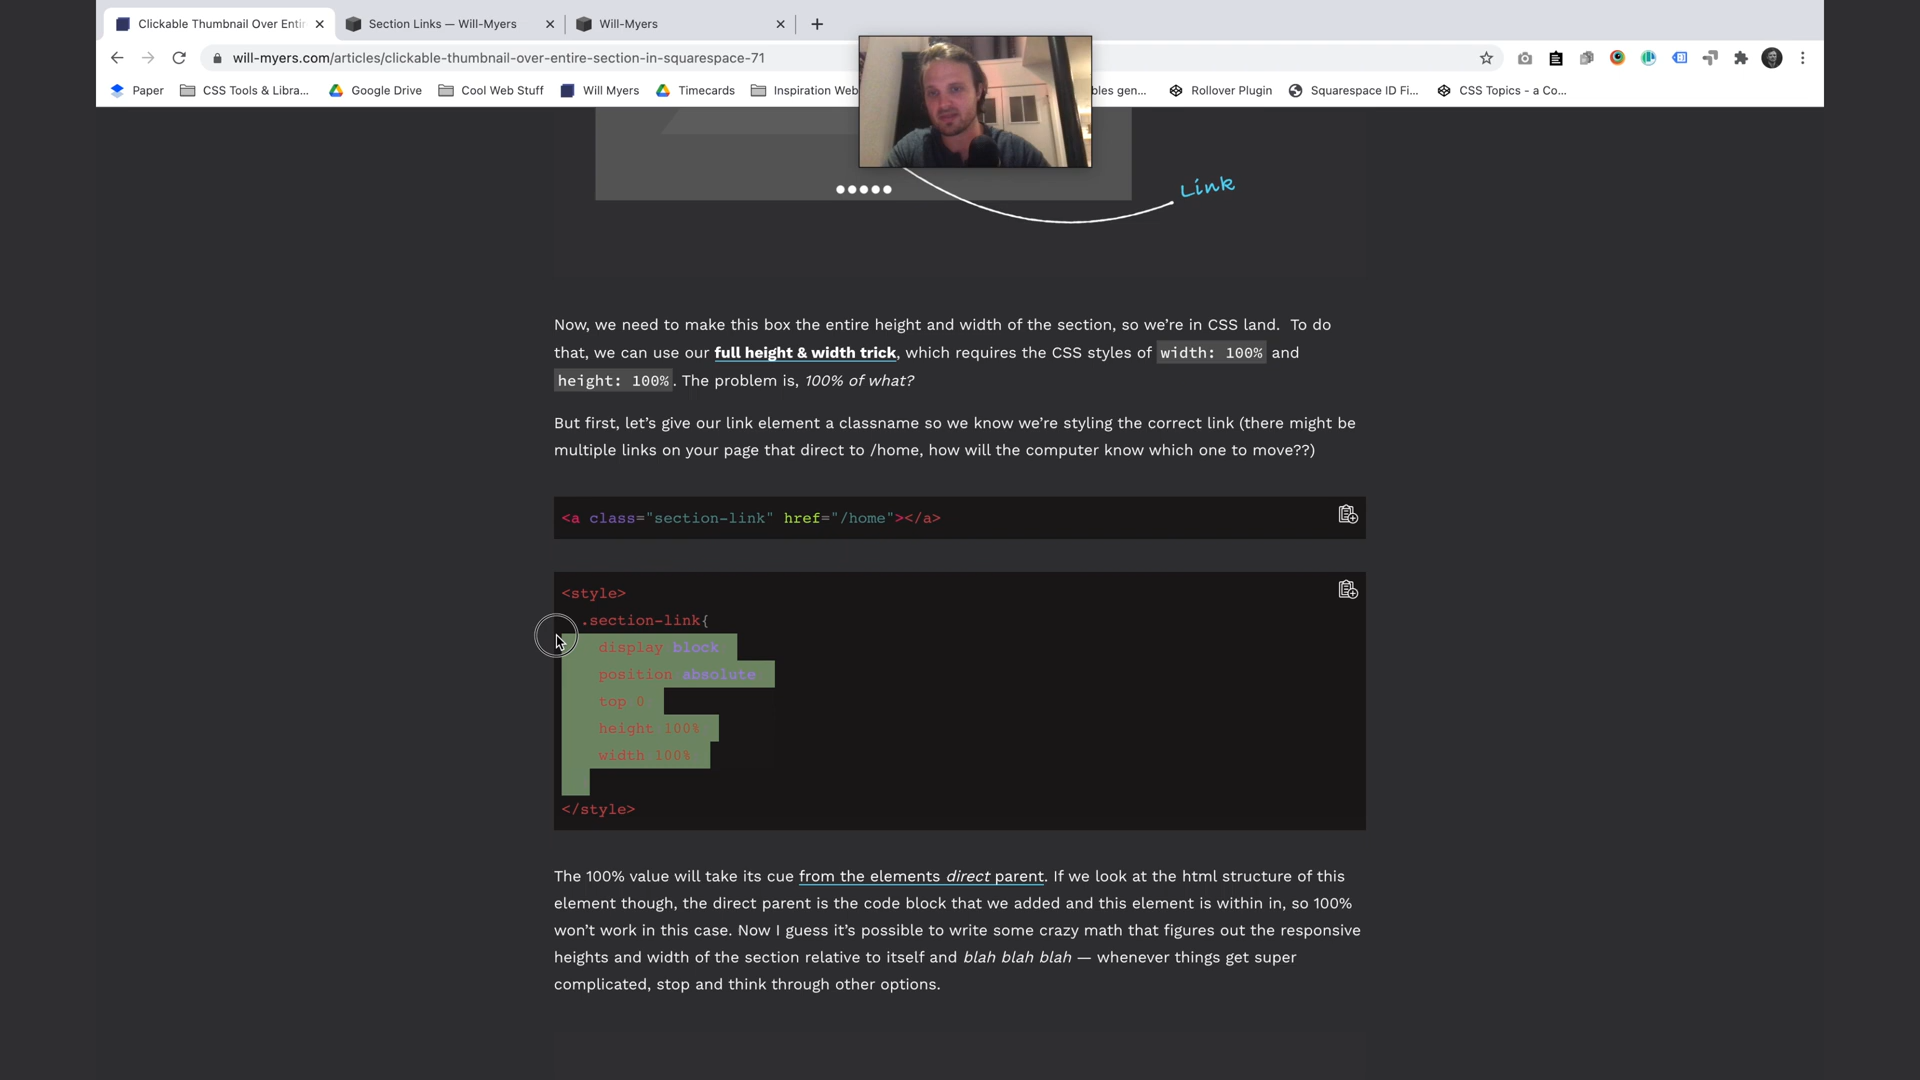 Clickable Thumbnail Over Entir
Section Links — Will-Myers
Will-Myers
will-myers.com/articles/clickable-thumbnail-over-entire-section-in-squarespace-71
Paper
CSS Tools & Libra...
Google Drive
Cool Web Stuff
Will Myers
Timecards
Inspiration Web
bles gen...
Rollover Plugin
Squarespace ID Fi...
CSS Topics - a Co...
Link
Now, we need to make this box the entire height and width of the section, so we’re in CSS land. To do
that, we can use our full height & width trick, which requires the CSS styles of width: 100% and
height: 100%. The problem is, 100% of what?
But first, let’s give our link element a classname so we know we’re styling the correct link (there might be
multiple links on your page that direct to /home, how will the computer know which one to move??)
<a class="section-link" href="/home"></a>
<style>
.section-link{
display block
position absolute
top 0
height 100%
width 100%
</style>
The 100% value will take its cue from the elements direct parent. If we look at the html structure of this
element though, the direct parent is the code block that we added and this element is within in, so 100%
won’t work in this case. Now I guess it’s possible to write some crazy math that figures out the responsive
heights and width of the section relative to itself and blah blah blah — whenever things get super
complicated, stop and think through other options.